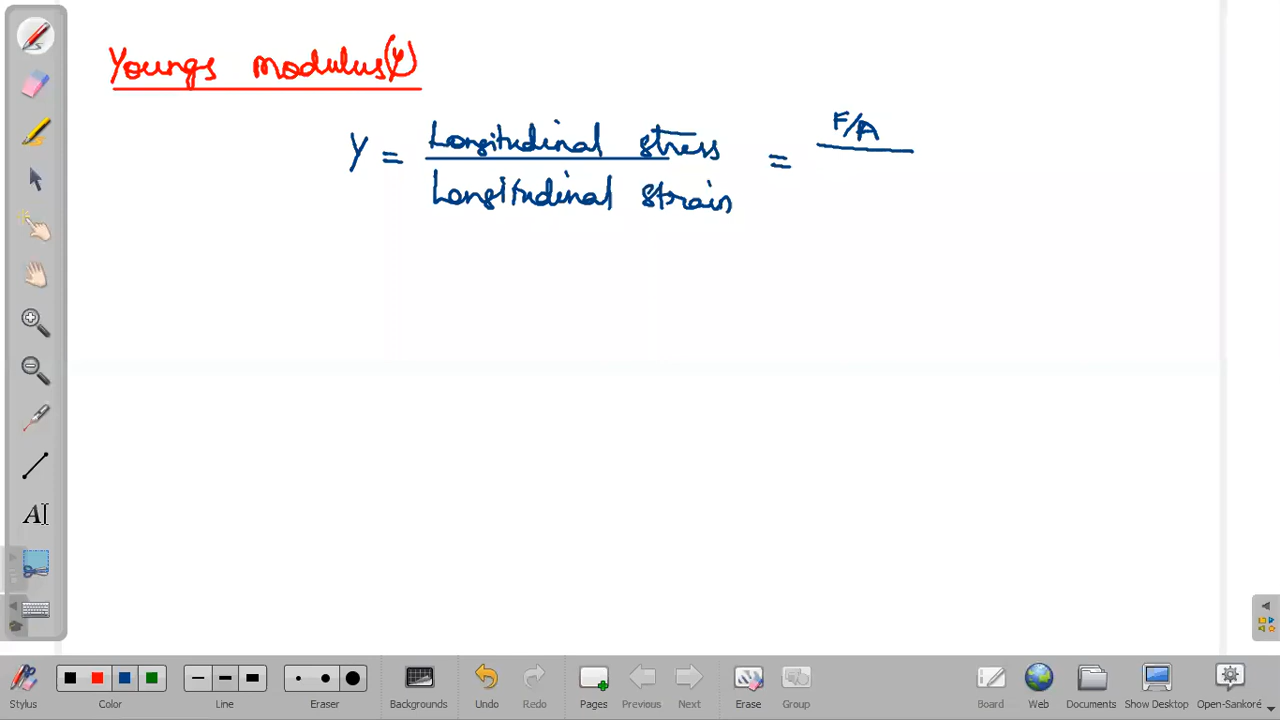 Youngs modulus(Y)
Y = Longitudinal stress / Longitudinal strain = F/A
Stylus
Color
Line
Eraser
Backgrounds
Undo
Redo
Pages
Previous
Next
Erase
Group
Board
Web
Documents
Show Desktop
Open-Sankoré